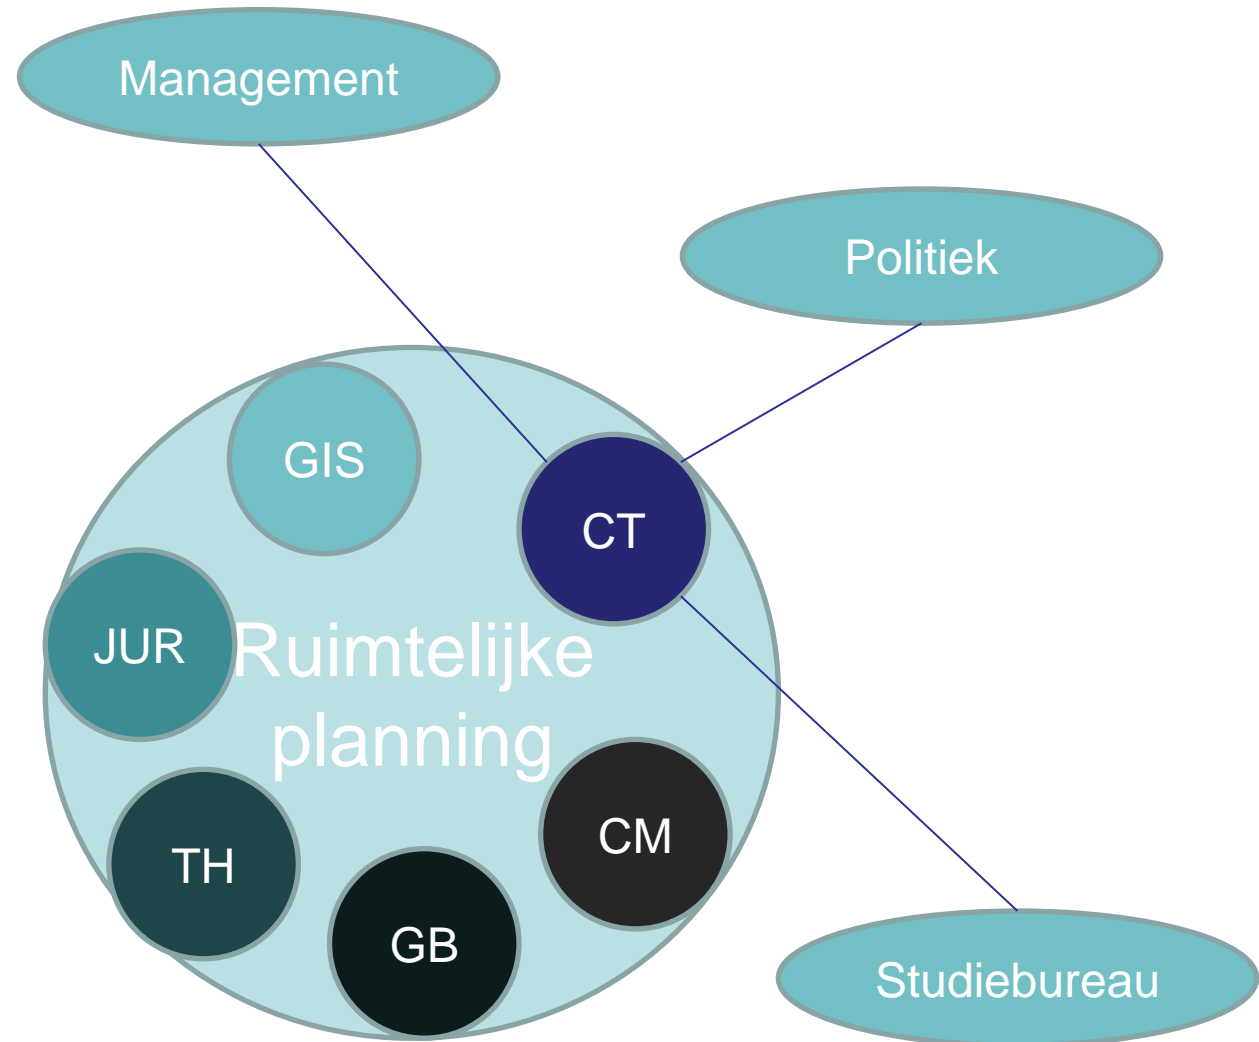 Management
Politiek
GIS
CT
JUR
Ruimtelijke
planning
CM
TH
GB
Studiebureau